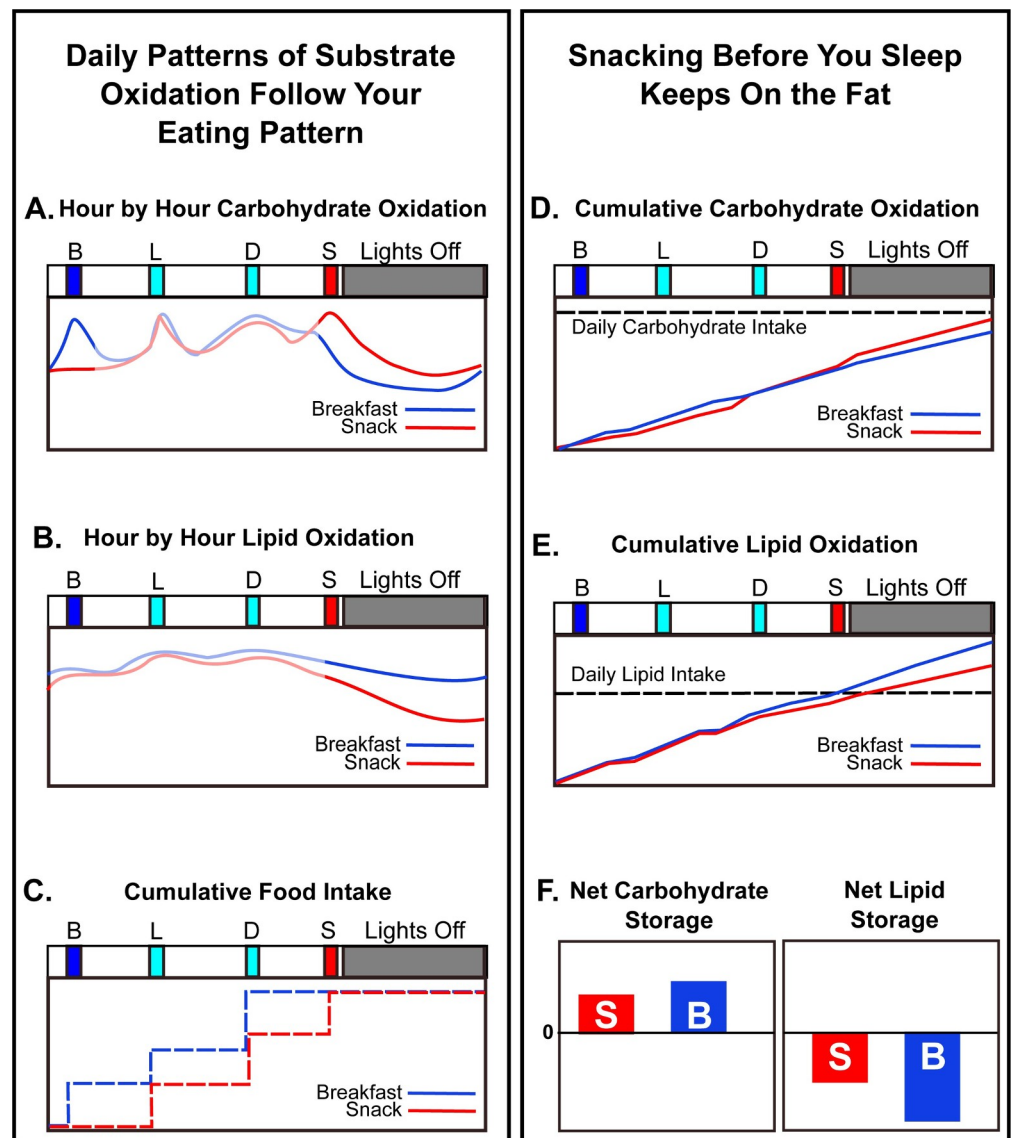 Daily Patterns of Substrate
Oxidation Follow Your
Eating Pattern
A. Hour by Hour Carbohydrate Oxidation
B L D S Lights Off
Breakfast
Snack
B. Hour by Hour Lipid Oxidation
B L D S Lights Off
Breakfast
Snack
C. Cumulative Food Intake
B L D S Lights Off
Breakfast
Snack
Snacking Before You Sleep
Keeps On the Fat
D. Cumulative Carbohydrate Oxidation
B L D S Lights Off
Daily Carbohydrate Intake
Breakfast
Snack
E. Cumulative Lipid Oxidation
B L D S Lights Off
Daily Lipid Intake
Breakfast
Snack
F. Net Carbohydrate
Storage
Net Lipid
Storage
S B
0
S B